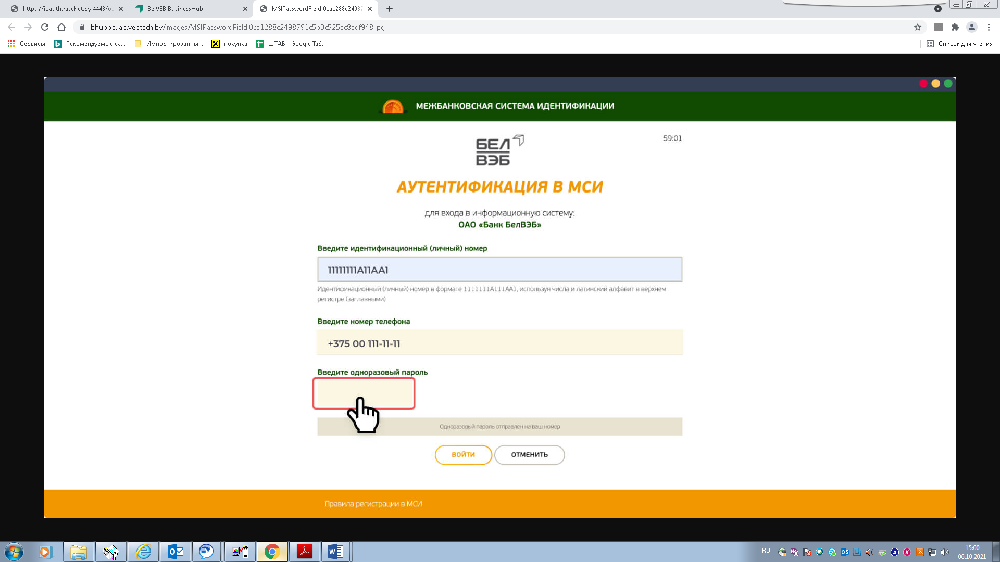 https://ioauth.raschet.by:4443/oa
BelVEB BusinessHub
MSIPasswordField.0ca1288c24987
bhubpp.lab.vebtech.by/images/MSIPasswordField.0ca1288c2498791c5b3c525ec8edf948.jpg
Сервисы
Рекомендуемые са...
Импортированны...
покупка
ШТАБ - Google Таб...
Список для чтения
МЕЖБАНКОВСКАЯ СИСТЕМА ИДЕНТИФИКАЦИИ
БЕЛ
ВЭБ
59:01
АУТЕНТИФИКАЦИЯ В МСИ
для входа в информационную систему:
ОАО «Банк БелВЭБ»
Введите идентификационный (личный) номер
11111111A11AA1
Идентификационный (личный) номер в формате 1111111A111AA1, используя числа и латинский алфавит в верхнем
регистре (заглавными)
Введите номер телефона
+375 00 111-11-11
Введите одноразовый пароль
Одноразовый пароль отправлен на ваш номер
ВОЙТИ
ОТМЕНИТЬ
Правила регистрации в МСИ
RU
15:00
06.10.2021